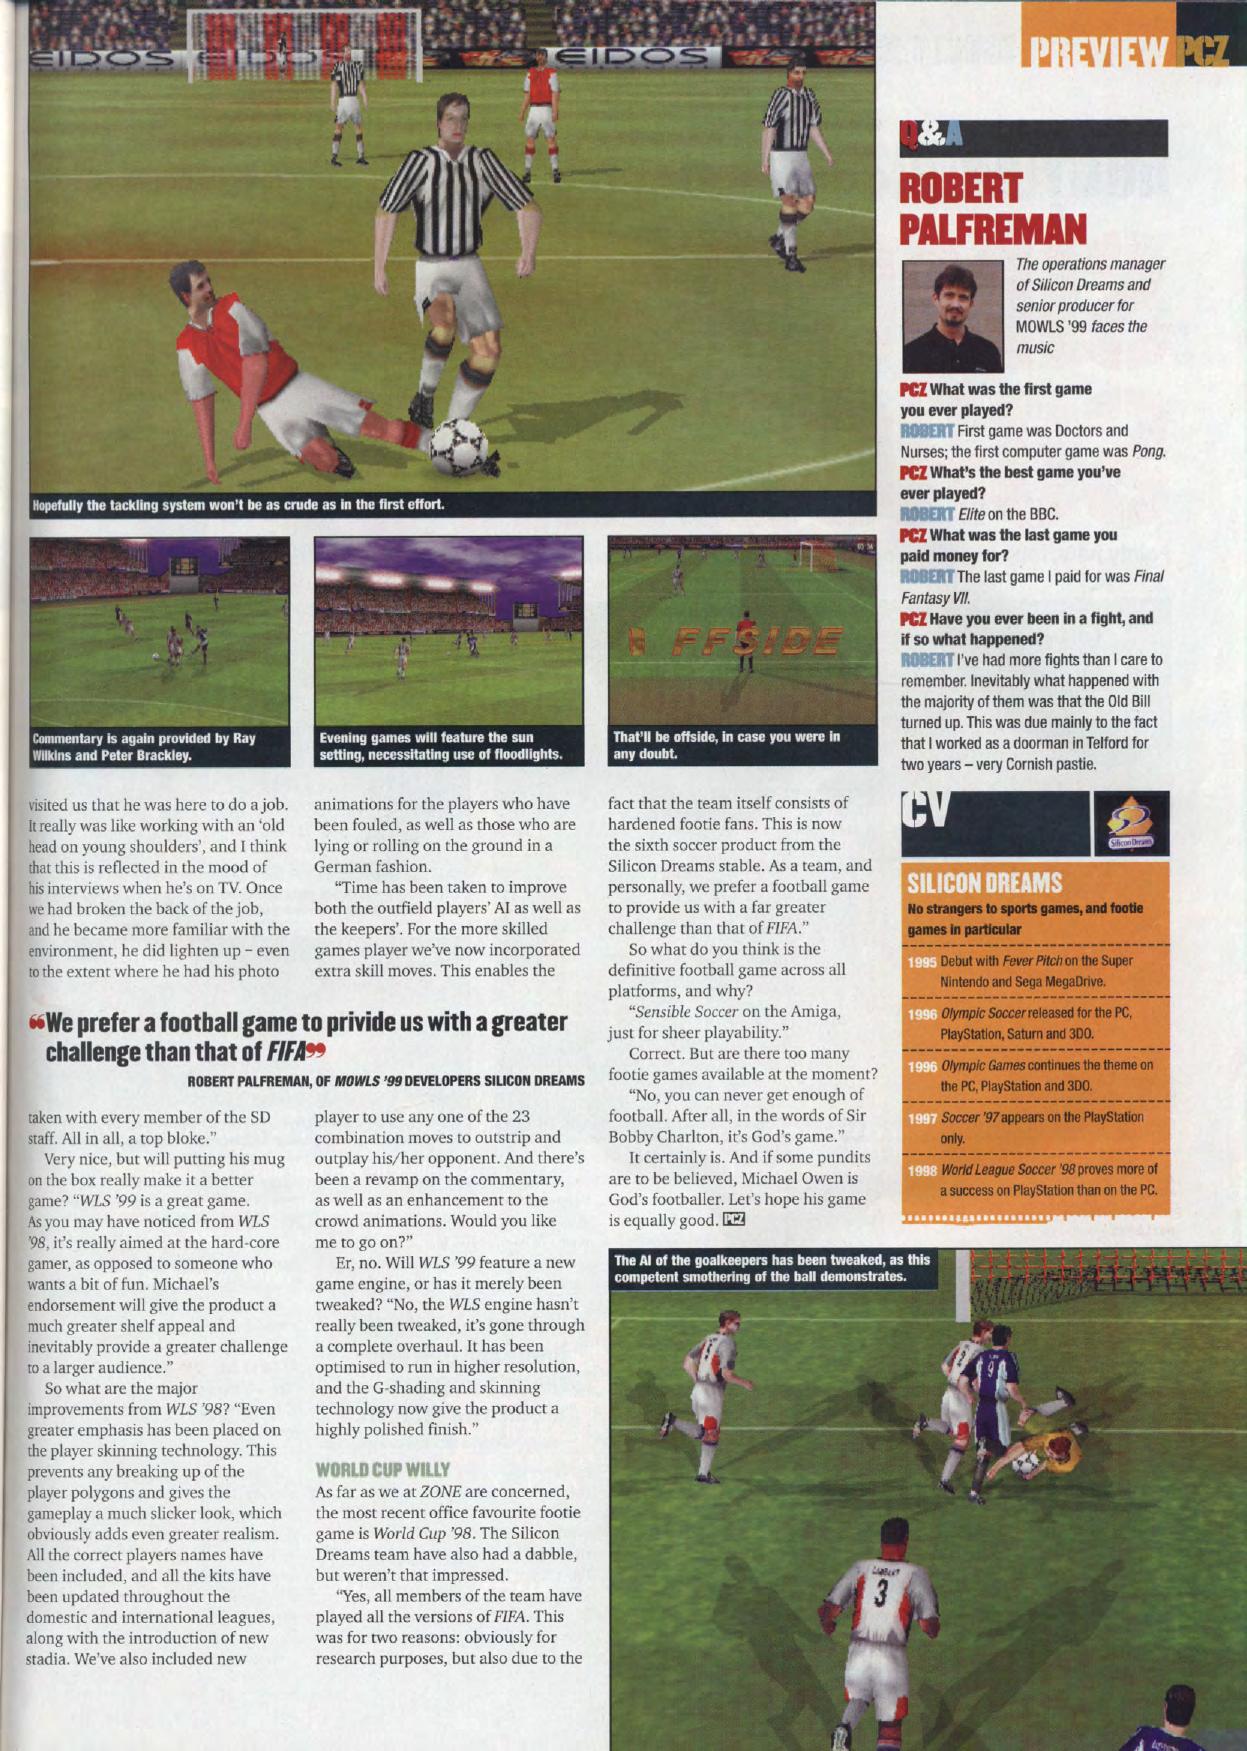 PREVIEW PCZ
EIDOS EIDOS EIDOS
Hopefully the tackling system won't be as crude as in the first effort.
Commentary is again provided by Ray
Wilkins and Peter Brackley.
Evening games will feature the sun
setting, necessitating use of floodlights.
FFSIDE
That'll be offside, in case you were in
any doubt.
visited us that he was here to do a job.
It really was like working with an 'old
head on young shoulders', and I think
that this is reflected in the mood of
his interviews when he's on TV. Once
we had broken the back of the job,
and he became more familiar with the
environment, he did lighten up – even
to the extent where he had his photo
“We prefer a football game to privide us with a greater
challenge than that of FIFA”
ROBERT PALFREMAN, OF MOWLS '99 DEVELOPERS SILICON DREAMS
taken with every member of the SD
staff. All in all, a top bloke.”
Very nice, but will putting his mug
on the box really make it a better
game? “WLS '99 is a great game.
As you may have noticed from WLS
'98, it's really aimed at the hard-core
gamer, as opposed to someone who
wants a bit of fun. Michael's
endorsement will give the product a
much greater shelf appeal and
inevitably provide a greater challenge
to a larger audience.”
So what are the major
improvements from WLS '98? “Even
greater emphasis has been placed on
the player skinning technology. This
prevents any breaking up of the
player polygons and gives the
gameplay a much slicker look, which
obviously adds even greater realism.
All the correct players names have
been included, and all the kits have
been updated throughout the
domestic and international leagues,
along with the introduction of new
stadia. We've also included new
animations for the players who have
been fouled, as well as those who are
lying or rolling on the ground in a
German fashion.
“Time has been taken to improve
both the outfield players' AI as well as
the keepers'. For the more skilled
games player we've now incorporated
extra skill moves. This enables the
player to use any one of the 23
combination moves to outstrip and
outplay his/her opponent. And there's
been a revamp on the commentary,
as well as an enhancement to the
crowd animations. Would you like
me to go on?”
Er, no. Will WLS '99 feature a new
game engine, or has it merely been
tweaked? “No, the WLS engine hasn't
really been tweaked, it's gone through
a complete overhaul. It has been
optimised to run in higher resolution,
and the G-shading and skinning
technology now give the product a
highly polished finish.”
WORLD CUP WILLY
As far as we at ZONE are concerned,
the most recent office favourite footie
game is World Cup '98. The Silicon
Dreams team have also had a dabble,
but weren't that impressed.
“Yes, all members of the team have
played all the versions of FIFA. This
was for two reasons: obviously for
research purposes, but also due to the
fact that the team itself consists of
hardened footie fans. This is now
the sixth soccer product from the
Silicon Dreams stable. As a team, and
personally, we prefer a football game
to provide us with a far greater
challenge than that of FIFA.”
So what do you think is the
definitive football game across all
platforms, and why?
“Sensible Soccer on the Amiga,
just for sheer playability.”
Correct. But are there too many
footie games available at the moment?
“No, you can never get enough of
football. After all, in the words of Sir
Bobby Charlton, it's God's game.”
It certainly is. And if some pundits
are to be believed, Michael Owen is
God's footballer. Let's hope his game
is equally good. PCZ
The AI of the goalkeepers has been tweaked, as this
competent smothering of the ball demonstrates.
9
3
Q&A
ROBERT
PALFREMAN
The operations manager
of Silicon Dreams and
senior producer for
MOWLS '99 faces the
music
PCZ What was the first game
you ever played?
ROBERT First game was Doctors and
Nurses; the first computer game was Pong.
PCZ What's the best game you've
ever played?
ROBERT Elite on the BBC.
PCZ What was the last game you
paid money for?
ROBERT The last game I paid for was Final
Fantasy VII.
PCZ Have you ever been in a fight, and
if so what happened?
ROBERT I've had more fights than I care to
remember. Inevitably what happened with
the majority of them was that the Old Bill
turned up. This was due mainly to the fact
that I worked as a doorman in Telford for
two years – very Cornish pastie.
CV
Silicon Dreams
SILICON DREAMS
No strangers to sports games, and footie
games in particular
1995 Debut with Fever Pitch on the Super
Nintendo and Sega MegaDrive.
1996 Olympic Soccer released for the PC,
PlayStation, Saturn and 3DO.
1996 Olympic Games continues the theme on
the PC, PlayStation and 3DO.
1997 Soccer '97 appears on the PlayStation
only.
1998 World League Soccer '98 proves more of
a success on PlayStation than on the PC.